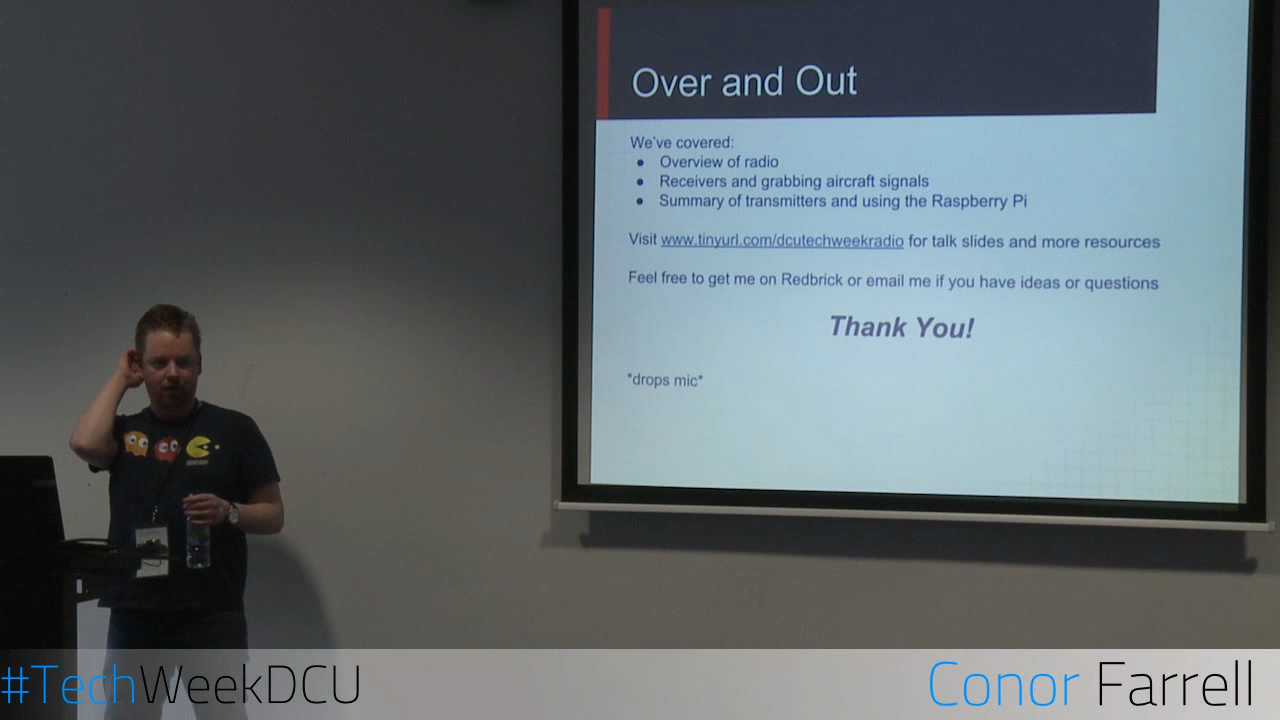 Over and Out
We've covered:
● Overview of radio
● Receivers and grabbing aircraft signals
● Summary of transmitters and using the Raspberry Pi
Visit www.tinyurl.com/dcutechweekradio for talk slides and more resources
Feel free to get me on Redbrick or email me if you have ideas or questions
Thank You!
*drops mic*
#TechWeekDCU
Conor Farrell